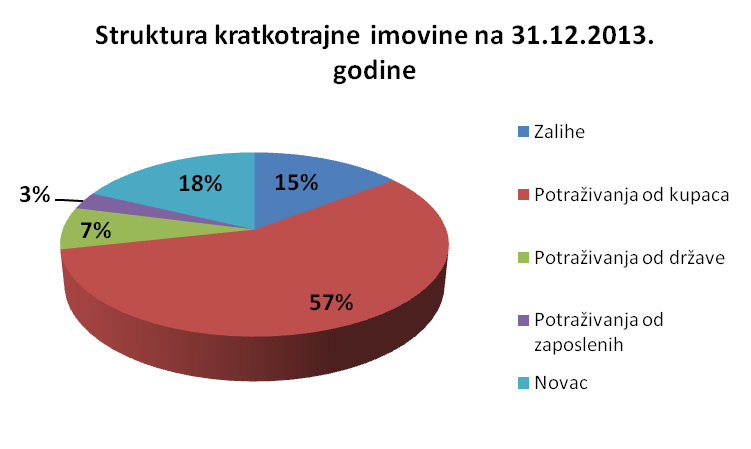 Struktura kratkotrajne imovine na 31.12.2013.
godine
18%
15%
3%
7%
57%
Zalihe
Potraživanja od kupaca
Potraživanja od države
Potraživanja od
zaposlenih
Novac